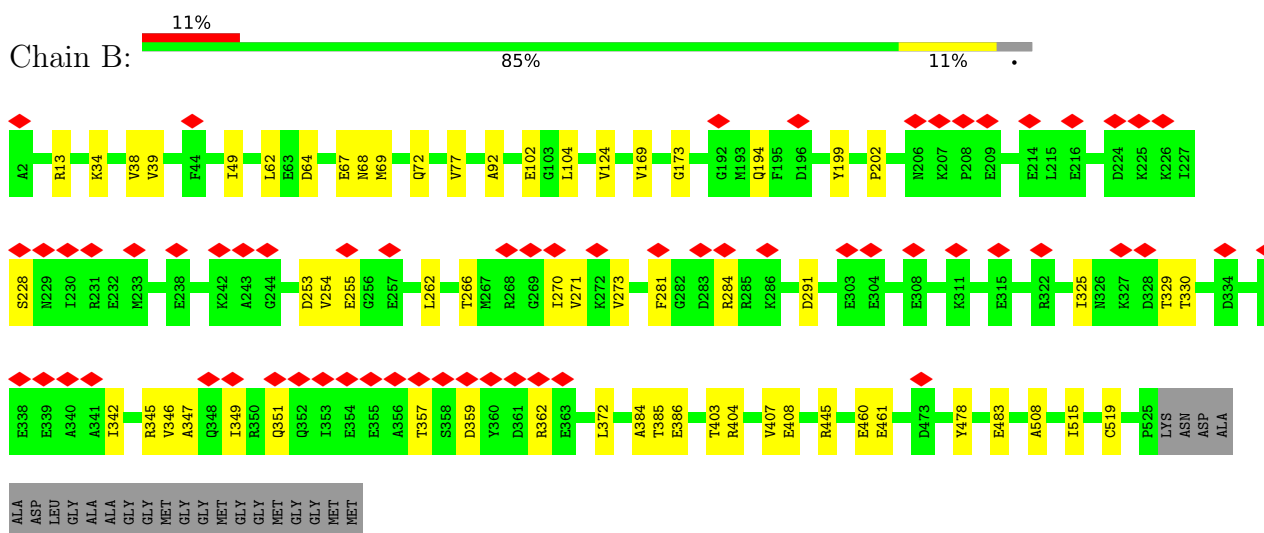 11%
Chain B:
85% 11% •
A2 R13 K34 V38 V39 F44 I49 L62 E63 D64 E67 N68 M69 Q72 V77 A92 E102 G103 L104 V124 V169 G173 G192 M193 Q194 F195 D196 Y199 P202 N206 K207 P208 E209 E214 L215 E216 D224 K225 K226 I227
S228 N229 I230 R231 E232 M233 E238 K242 A243 G244 D253 V254 E255 G256 E257 L262 T266 M267 R268 G269 I270 V271 K272 V273 F281 G282 D283 R284 R285 K286 D291 E303 E304 E308 K311 E315 R322 I325 N326 K327 D328 T329 T330 D334
E338 E339 A340 A341 I342 R345 V346 A347 Q348 I349 R350 Q351 Q352 I353 E354 E355 A356 T357 S358 D359 Y360 D361 R362 E363 L372 A384 T385 E386 T403 R404 V407 E408 R445 E460 E461 D473 Y478 E483 A508 I515 C519 P525 LYS ASN ASP ALA
ALA ASP LEU GLY ALA ALA GLY GLY MET GLY GLY MET GLY GLY MET GLY GLY MET MET